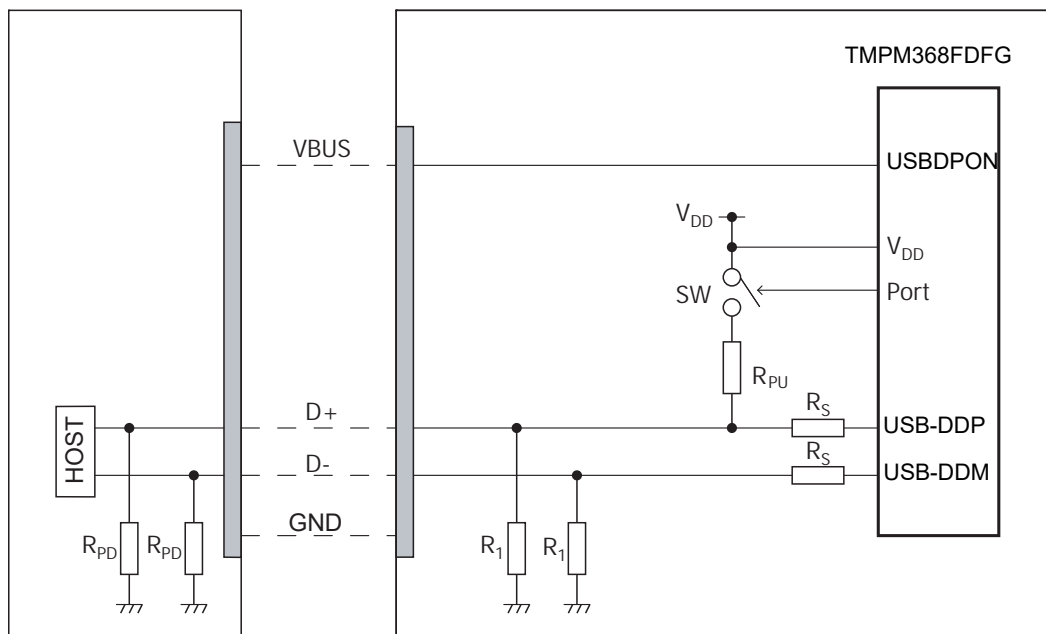 TMPM368FDFG
VBUS
USBDPON
VDD
VDD
SW
Port
RPU
D+
RS
USB-DDP
HOST
D-
RS
USB-DDM
GND
RPD
RPD
R1
R1